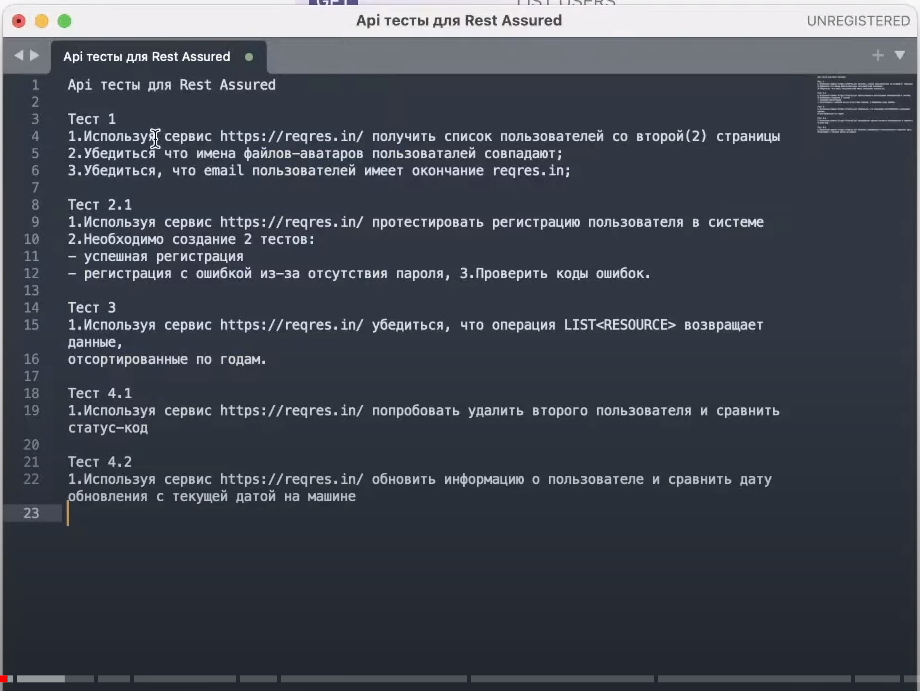 LIST USERS
Api тесты для Rest Assured
UNREGISTERED
Api тесты для Rest Assured
1 Api тесты для Rest Assured
2
3 Тест 1
4 1.Используя сервис https://reqres.in/ получить список пользователей со второй(2) страницы
5 2.Убедиться что имена файлов-аватаров пользоваталей совпадают;
6 3.Убедиться, что email пользователей имеет окончание reqres.in;
7
8 Тест 2.1
9 1.Используя сервис https://reqres.in/ протестировать регистрацию пользователя в системе
10 2.Необходимо создание 2 тестов:
11 - успешная регистрация
12 - регистрация с ошибкой из-за отсутствия пароля, 3.Проверить коды ошибок.
13
14 Тест 3
15 1.Используя сервис https://reqres.in/ убедиться, что операция LIST<RESOURCE> возвращает
данные,
16 отсортированные по годам.
17
18 Тест 4.1
19 1.Используя сервис https://reqres.in/ попробовать удалить второго пользователя и сравнить
статус-код
20
21 Тест 4.2
22 1.Используя сервис https://reqres.in/ обновить информацию о пользователе и сравнить дату
обновления с текущей датой на машине
23